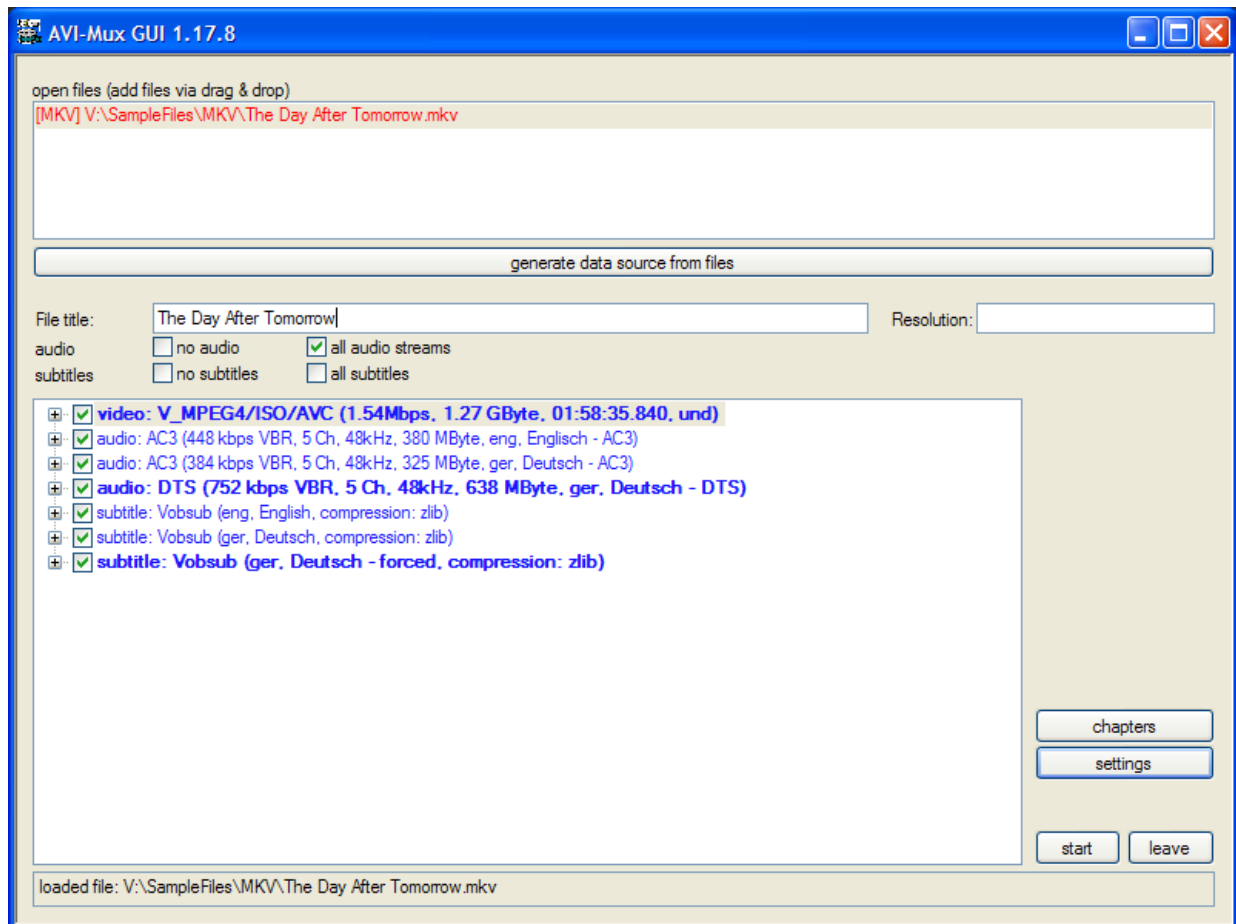 AVI-Mux GUI 1.17.8
open files (add files via drag & drop)
[MKV] V:\SampleFiles\MKV\The Day After Tomorrow.mkv
generate data source from files
File title: The Day After Tomorrow Resolution:
audio no audio all audio streams
subtitles no subtitles all subtitles
video: V_MPEG4/ISO/AVC (1.54Mbps, 1.27 GByte, 01:58:35.840, und)
audio: AC3 (448 kbps VBR, 5 Ch, 48kHz, 380 MByte, eng, Englisch - AC3)
audio: AC3 (384 kbps VBR, 5 Ch, 48kHz, 325 MByte, ger, Deutsch - AC3)
audio: DTS (752 kbps VBR, 5 Ch, 48kHz, 638 MByte, ger, Deutsch - DTS)
subtitle: Vobsub (eng, English, compression: zlib)
subtitle: Vobsub (ger, Deutsch, compression: zlib)
subtitle: Vobsub (ger, Deutsch - forced, compression: zlib)
chapters
settings
start leave
loaded file: V:\SampleFiles\MKV\The Day After Tomorrow.mkv